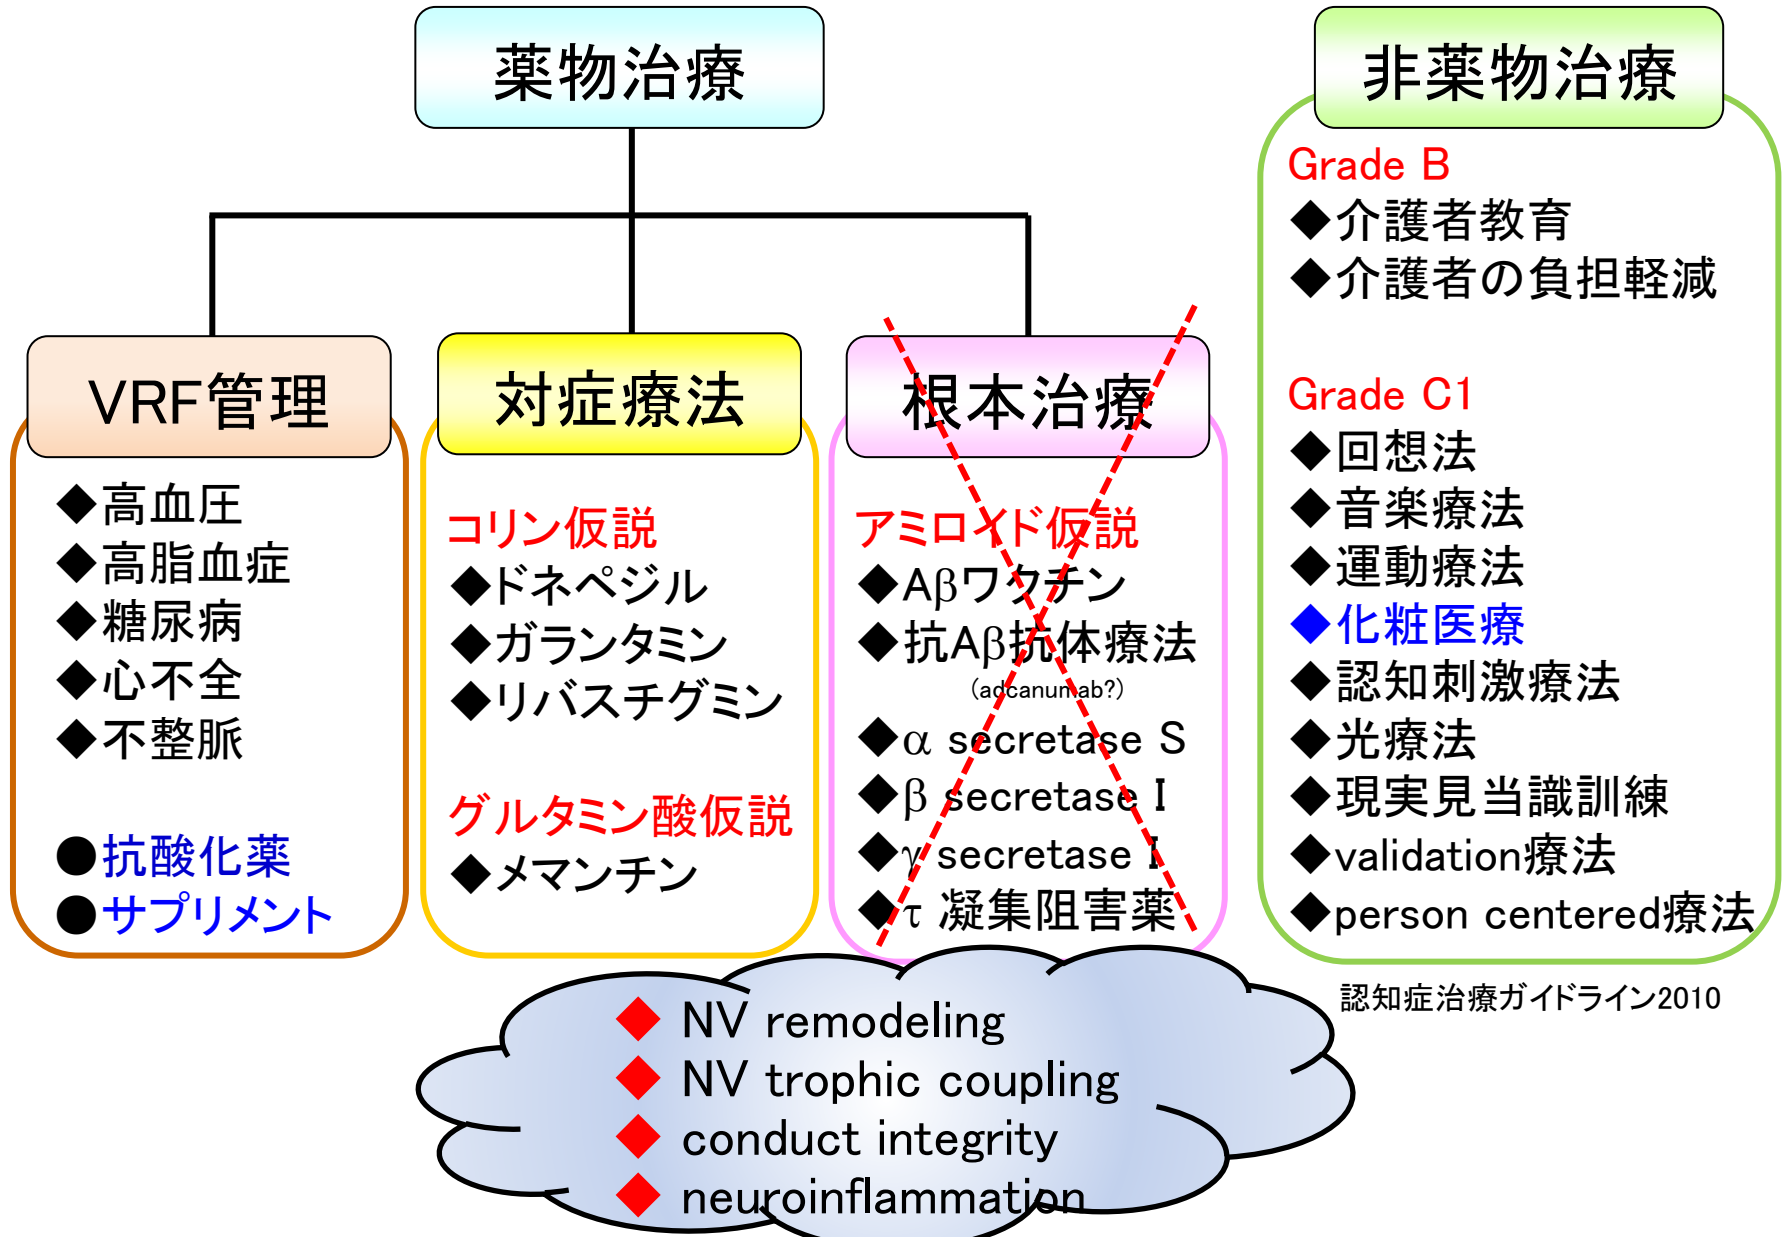 薬物治療
VRF管理
◆高血圧
◆高脂血症
◆糖尿病
◆心不全
◆不整脈
●抗酸化薬
●サプリメント
対症療法
コリン仮説
◆ドネペジル
◆ガランタミン
◆リバスチグミン
グルタミン酸仮説
◆メマンチン
根本治療
アミロイド仮説
◆Aβワクチン
◆抗Aβ抗体療法
(adcanumab?)
◆α secretase S
◆β secretase I
◆γ secretase I
◆τ 凝集阻害薬
◆ NV remodeling
◆ NV trophic coupling
◆ conduct integrity
◆ neuroinflammation
非薬物治療
Grade B
◆介護者教育
◆介護者の負担軽減
Grade C1
◆回想法
◆音楽療法
◆運動療法
◆化粧医療
◆認知刺激療法
◆光療法
◆現実見当識訓練
◆validation療法
◆person centered療法
認知症治療ガイドライン2010